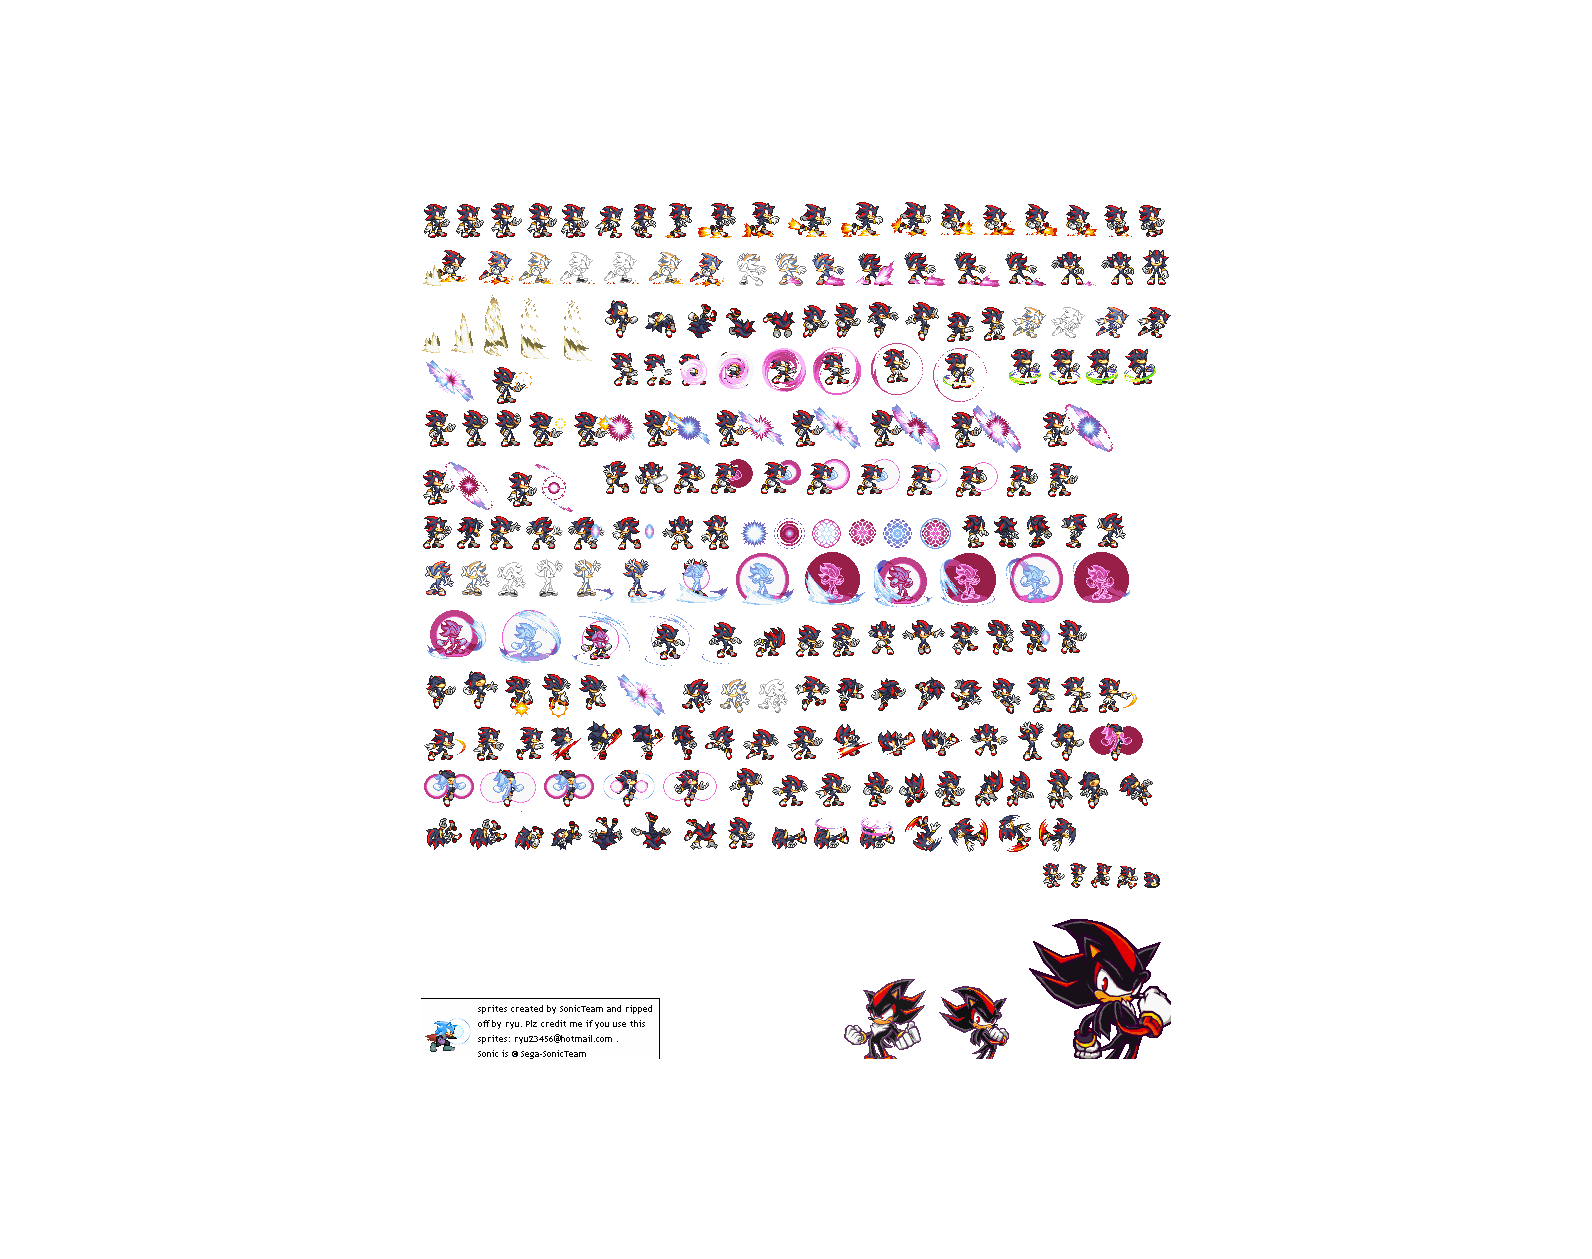 sprites created by SonicTeam and ripped
off by ryu. Plz credit me if you use this
sprites: ryu23456@hotmail.com .
Sonic is © Sega-SonicTeam